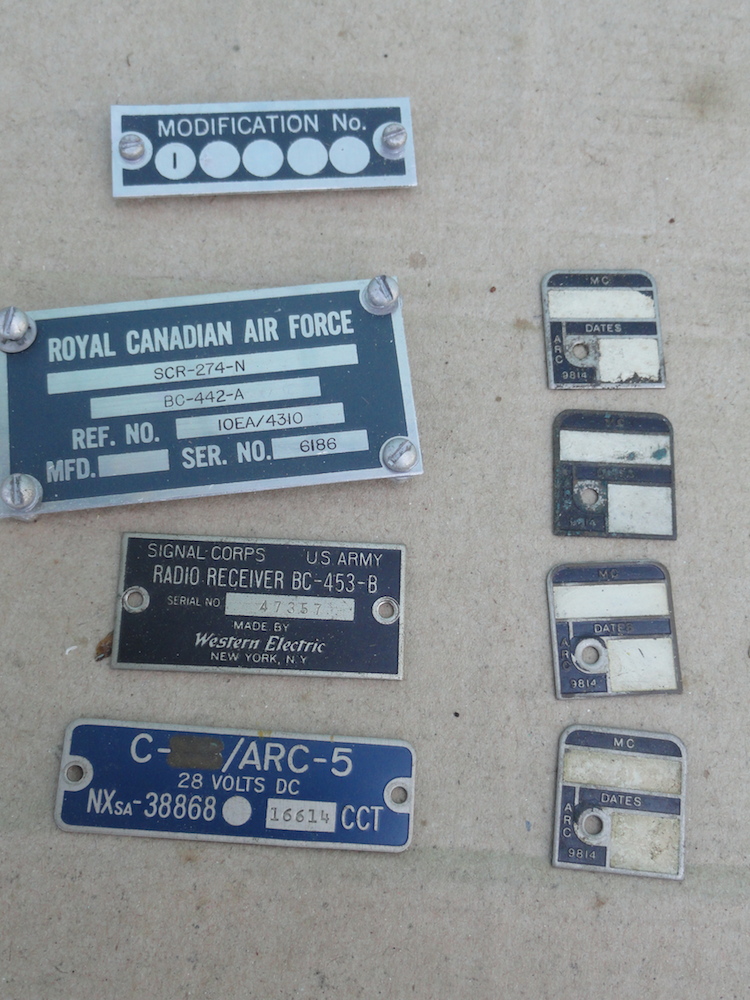 MODIFICATION No.
1
ROYAL CANADIAN AIR FORCE
SCR-274-N
BC-442-A
REF. NO. 10EA/4310
MFD. SER. NO. 6186
SIGNAL CORPS US ARMY
RADIO RECEIVER BC-453-B
SERIAL NO 47357
MADE BY
Western Electric
NEW YORK, N.Y
C- /ARC-5
28 VOLTS DC
NXSA-38868 16614 CCT
MC
DATES
ARC
9814
MC
DATES
9814
MC
DATES
ARC
9814
MC
DATES
ARC
9814